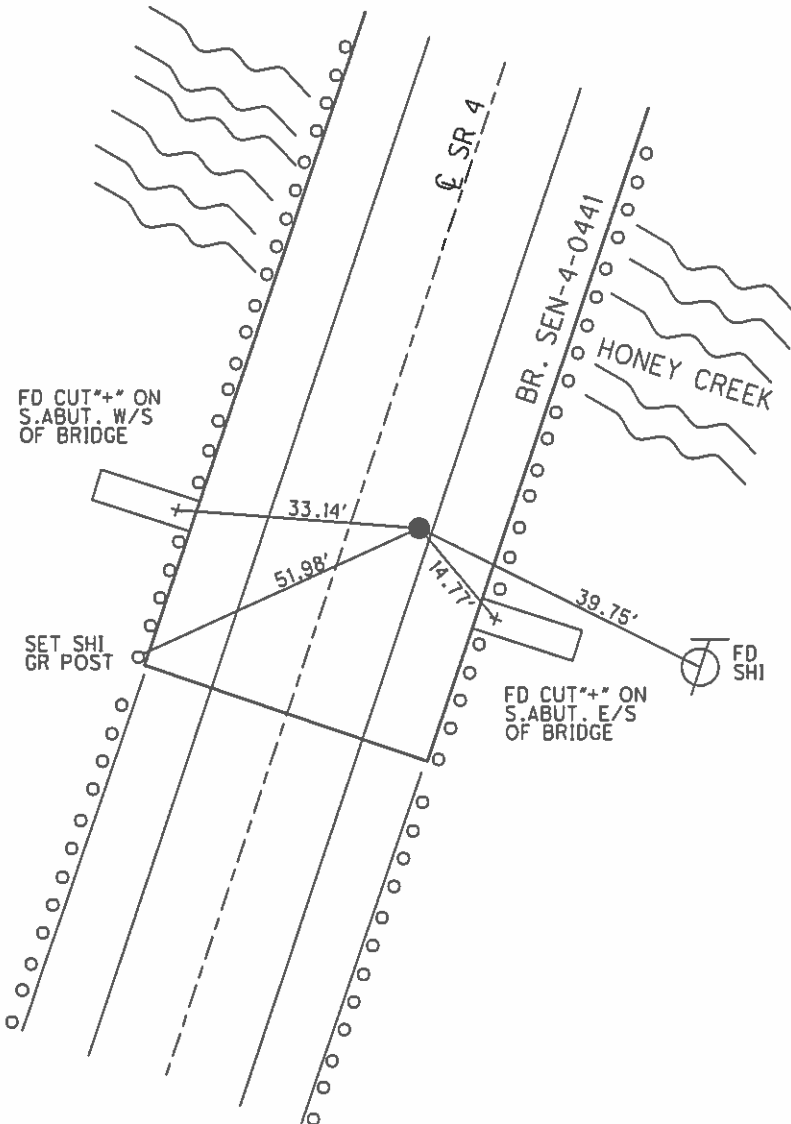 ℄ SR 4
BR. SEN-4-0441
HONEY CREEK
FD CUT"+" ON
S.ABUT. W/S
OF BRIDGE
33.14'
51.98'
14.77'
39.75'
SET SHI
GR POST
FD
SHI
FD CUT"+" ON
S.ABUT. E/S
OF BRIDGE